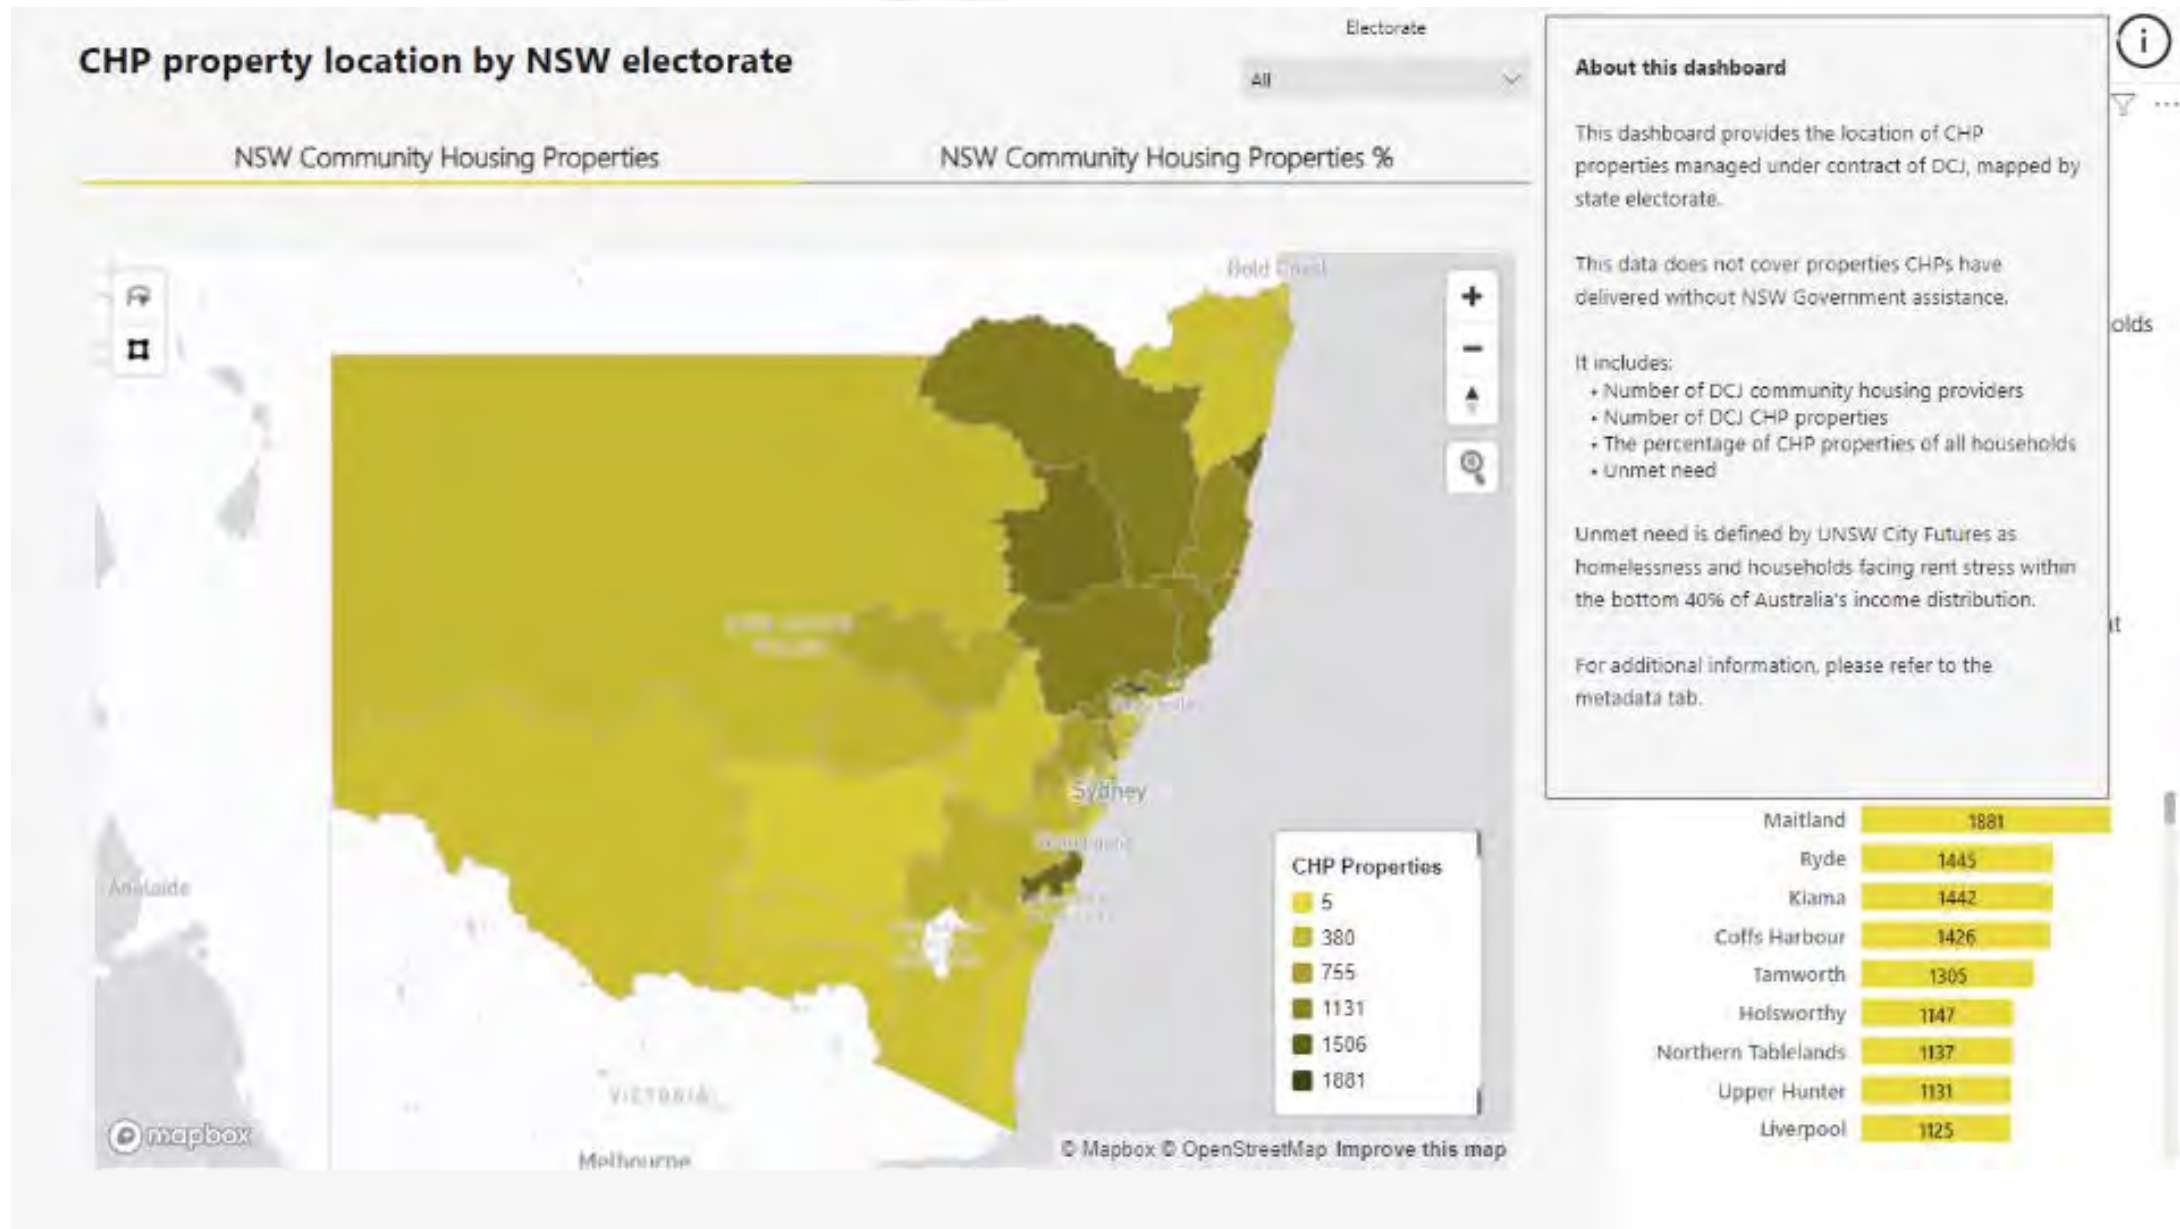 CHP property location by NSW electorate
Electorate
All
NSW Community Housing Properties
NSW Community Housing Properties %
Gold Coast
Sydney
Adelaide
VICTORIA
Melbourne
mapbox
CHP Properties
5
380
755
1131
1506
1881
© Mapbox © OpenStreetMap Improve this map
About this dashboard
This dashboard provides the location of CHP
properties managed under contract of DCJ, mapped by
state electorate.
This data does not cover properties CHPs have
delivered without NSW Government assistance.
It includes:
• Number of DCJ community housing providers
• Number of DCJ CHP properties
• The percentage of CHP properties of all households
• Unmet need
Unmet need is defined by UNSW City Futures as
homelessness and households facing rent stress within
the bottom 40% of Australia's income distribution.
For additional information, please refer to the
metadata tab.
i
...
olds
Maitland 1881
Ryde 1445
Kiama 1442
Coffs Harbour 1426
Tamworth 1305
Holsworthy 1147
Northern Tablelands 1137
Upper Hunter 1131
Liverpool 1125